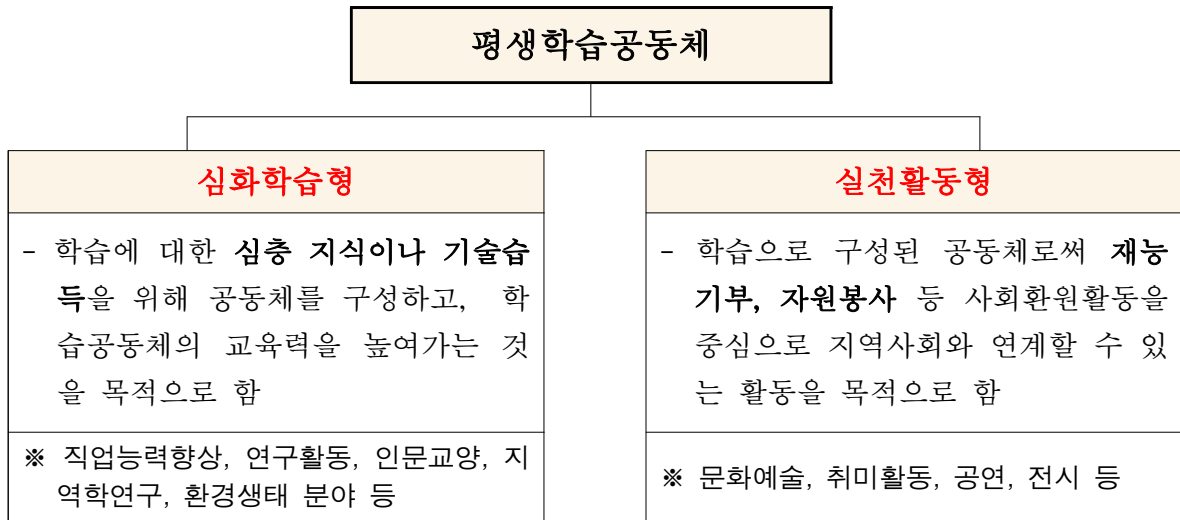 평생학습공동체
심화학습형
- 학습에 대한 심층 지식이나 기술습
득을 위해 공동체를 구성하고, 학
습공동체의 교육력을 높여가는 것
을 목적으로 함
※ 직업능력향상, 연구활동, 인문교양, 지
역학연구, 환경생태 분야 등
실천활동형
- 학습으로 구성된 공동체로써 재능
기부, 자원봉사 등 사회환원활동을
중심으로 지역사회와 연계할 수 있
는 활동을 목적으로 함
※ 문화예술, 취미활동, 공연, 전시 등